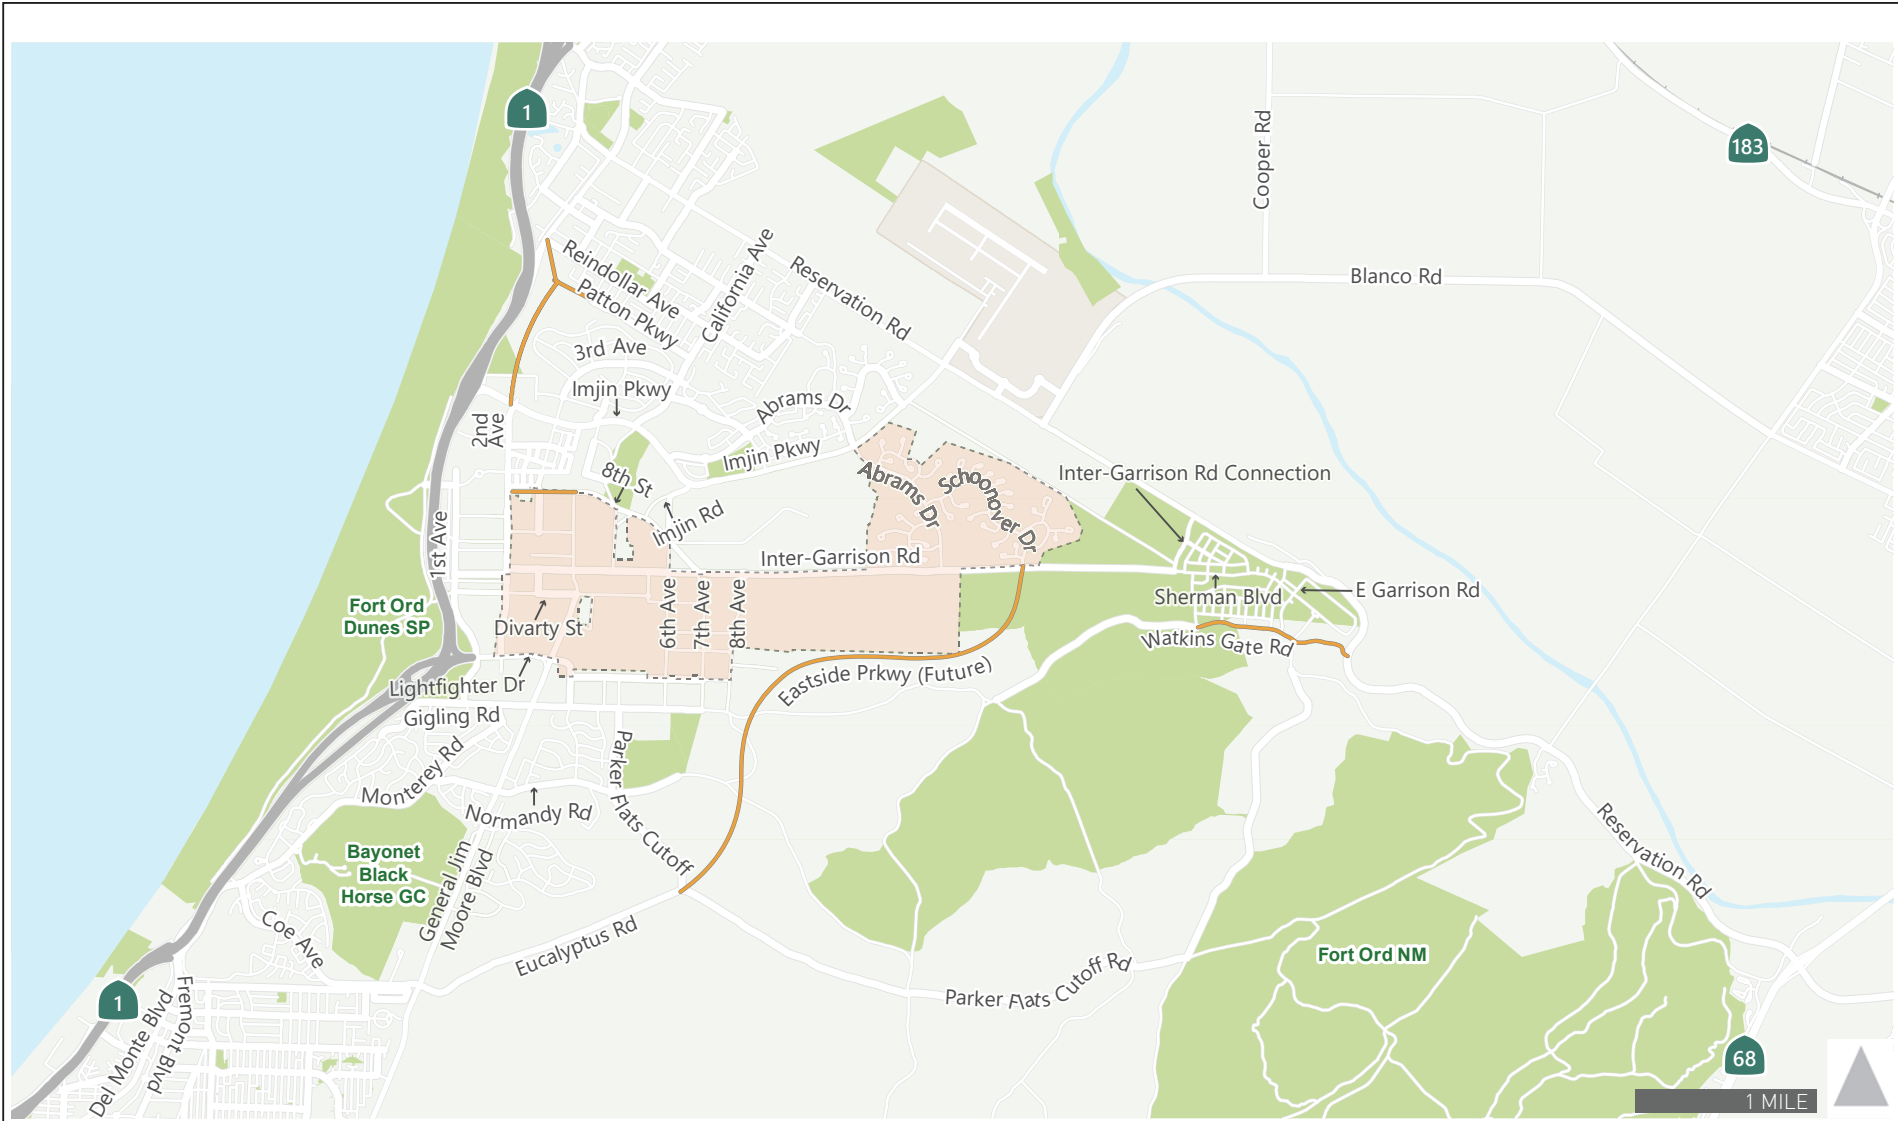 1
183
Cooper Rd
Reindollar Ave
Patton Pkwy
California Ave
Reservation Rd
Blanco Rd
3rd Ave
Imjin Pkwy
Abrams Dr
2nd
Ave
Imjin Pkwy
8th St
Imjin Rd
Abrams Dr
Schoonover Dr
Inter-Garrison Rd Connection
1st Ave
Inter-Garrison Rd
6th Ave
7th Ave
8th Ave
Sherman Blvd
E Garrison Rd
Fort Ord
Dunes SP
Divarty St
Watkins Gate Rd
Lightfighter Dr
Eastside Prkwy (Future)
Gigling Rd
Monterey Rd
Parker Flats Cutoff
Normandy Rd
Bayonet
Black
Horse GC
General Jim
Moore Blvd
Reservation Rd
Coe Ave
Eucalyptus Rd
Fort Ord NM
Parker Flats Cutoff Rd
1
Del Monte Blvd
Fremont Blvd
68
1 MILE